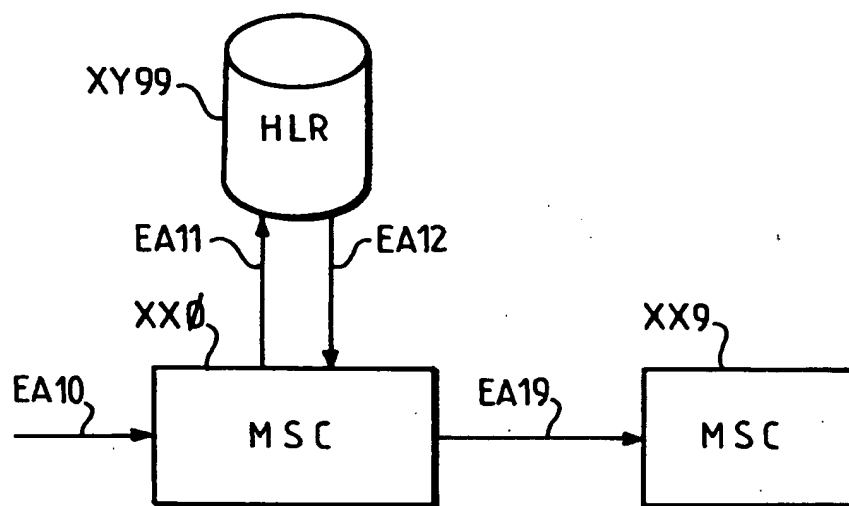 XY99
HLR
EA11
EA12
XXØ
XX9
EA10
MSC
EA19
MSC